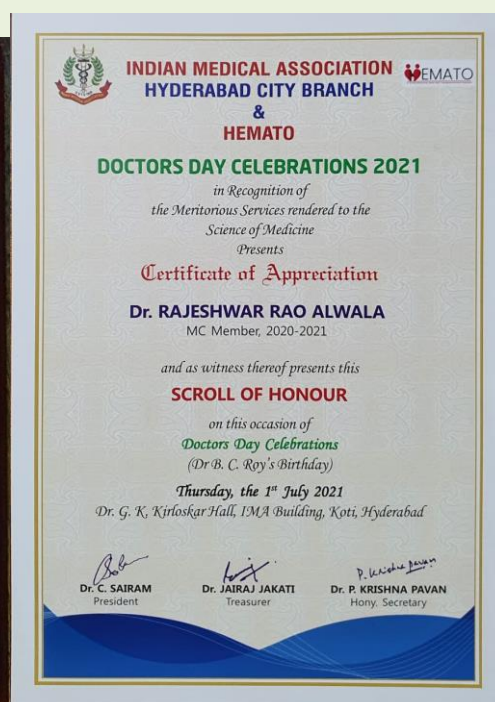 INDIAN MEDICAL ASSOCIATION
HEMATO
HYDERABAD CITY BRANCH
&
HEMATO
DOCTORS DAY CELEBRATIONS 2021
in Recognition of
the Meritorious Services rendered to the
Science of Medicine
Presents
Certificate of Appreciation
Dr. RAJESHWAR RAO ALWALA
MC Member, 2020-2021
and as witness thereof presents this
SCROLL OF HONOUR
on this occasion of
Doctors Day Celebrations
(Dr B. C. Roy's Birthday)
Thursday, the 1st July 2021
Dr. G. K. Kirloskar Hall, IMA Building, Koti, Hyderabad
P. Krishna Pavan
Dr. C. SAIRAM Dr. JAIRAJ JAKATI Dr. P. KRISHNA PAVAN
President Treasurer Hony. Secretary